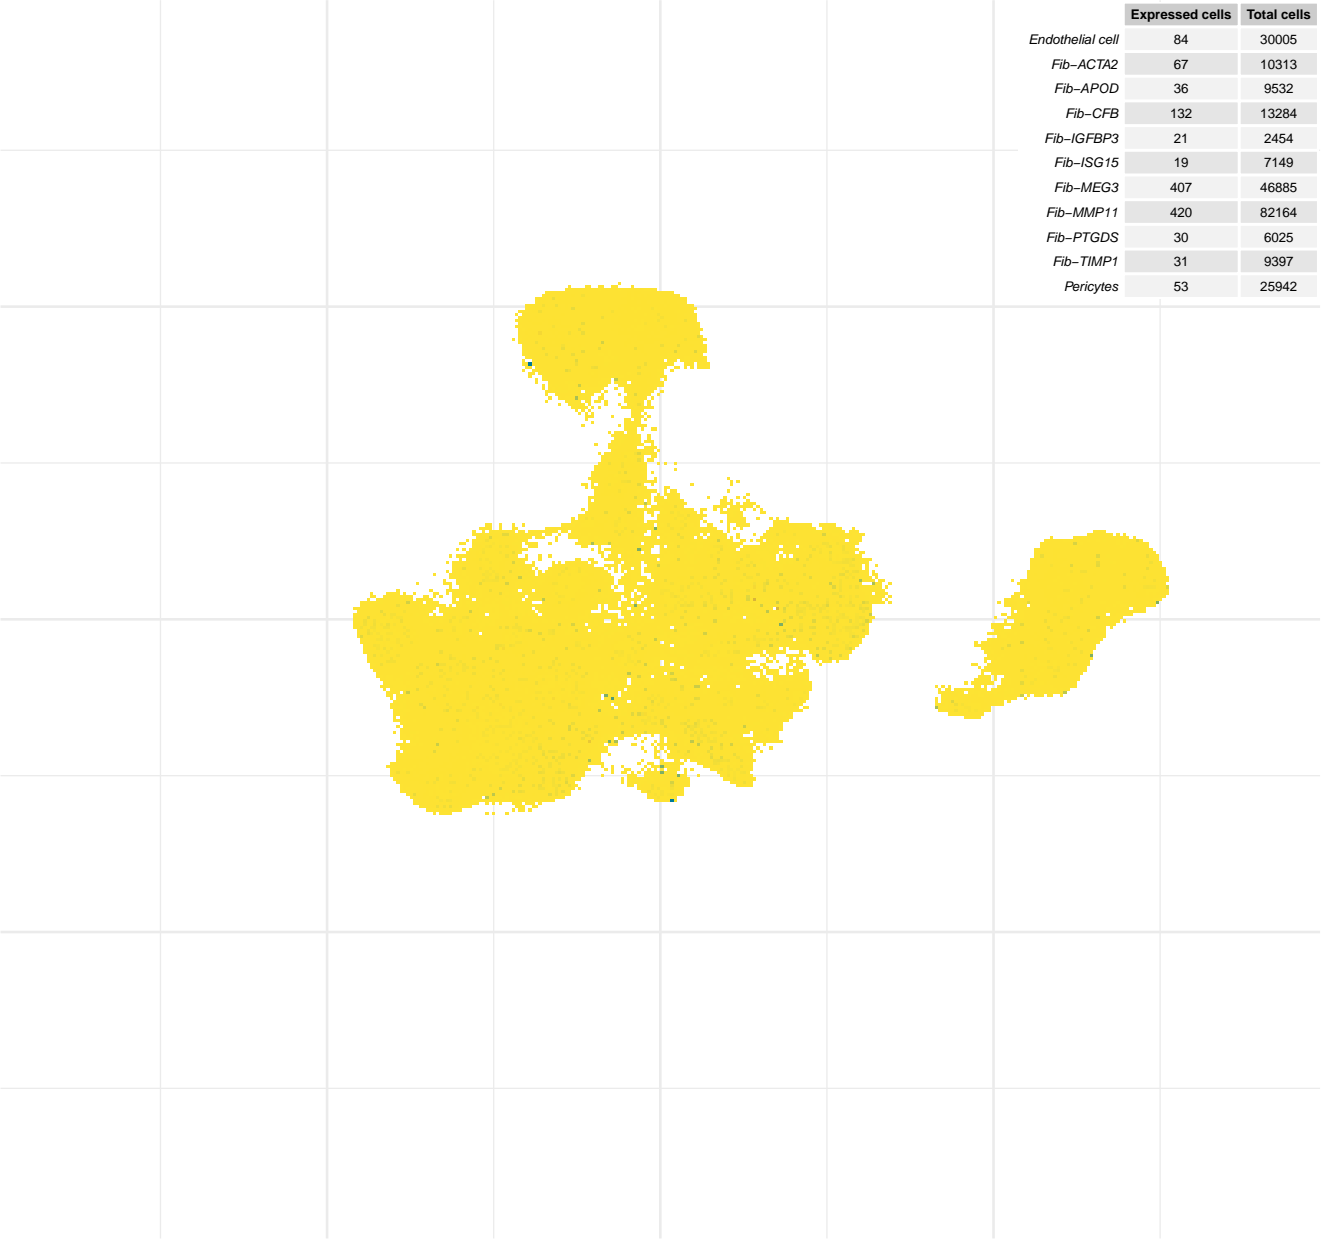 Expressed cells Total cells
Endothelial cell 84 30005
Fib−ACTA2 67 10313
Fib−APOD 36 9532
Fib−CFB 132 13284
Fib−IGFBP3 21 2454
Fib−ISG15 19 7149
Fib−MEG3 407 46885
Fib−MMP11 420 82164
Fib−PTGDS 30 6025
Fib−TIMP1 31 9397
Pericytes 53 25942